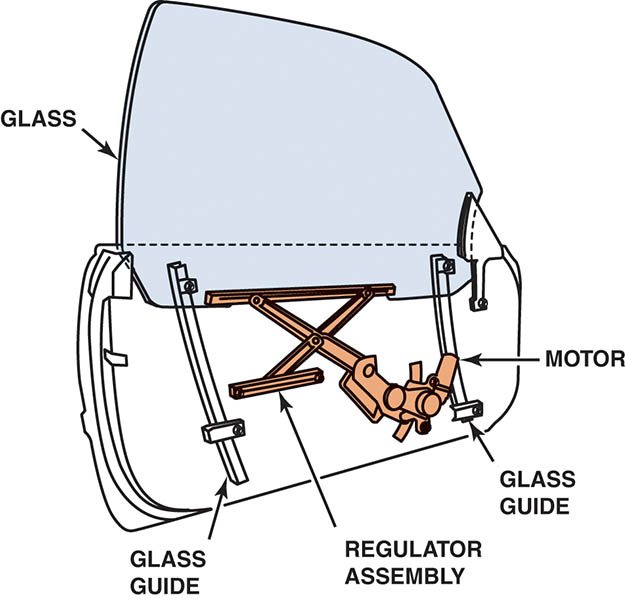 GLASS
MOTOR
GLASS
GUIDE
REGULATOR
ASSEMBLY
GLASS
GUIDE